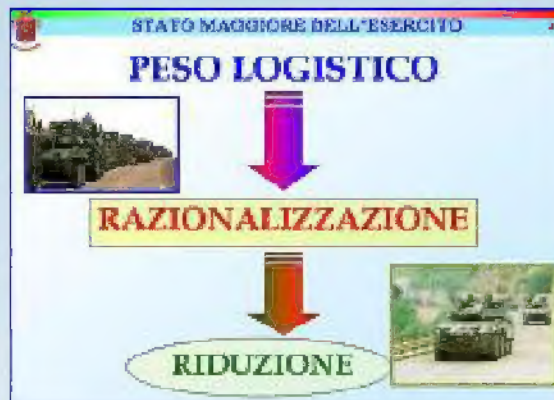 STATO MAGGIORE DELL'ESERCITO
PESO LOGISTICO
RAZIONALIZZAZIONE
RIDUZIONE